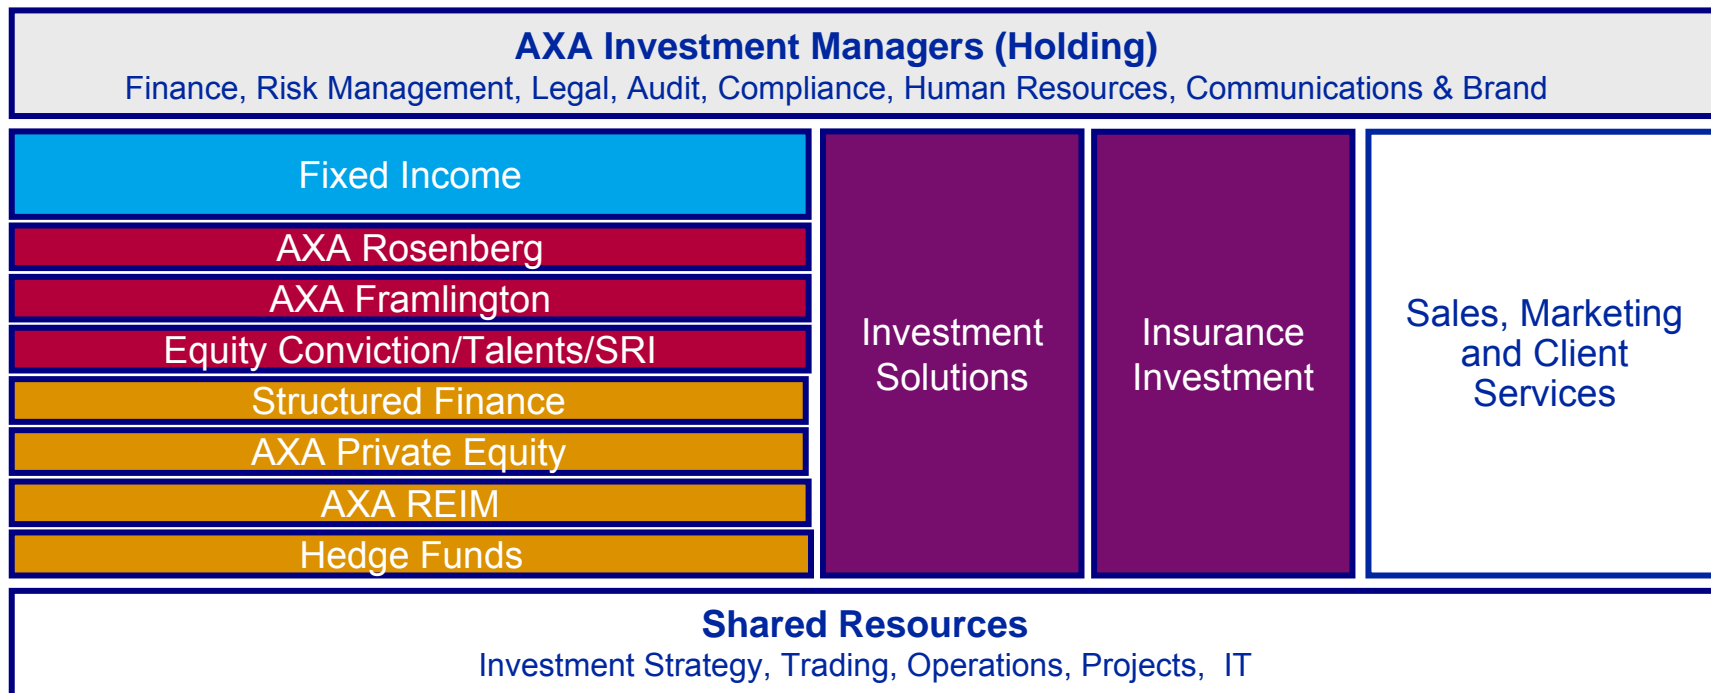 AXA Investment Managers (Holding)
Finance, Risk Management, Legal, Audit, Compliance, Human Resources, Communications & Brand
Fixed Income
AXA Rosenberg
AXA Framlington
Equity Conviction/Talents/SRI
Structured Finance
AXA Private Equity
AXA REIM
Hedge Funds
Investment
Solutions
Insurance
Investment
Sales, Marketing
and Client
Services
Shared Resources
Investment Strategy, Trading, Operations, Projects, IT